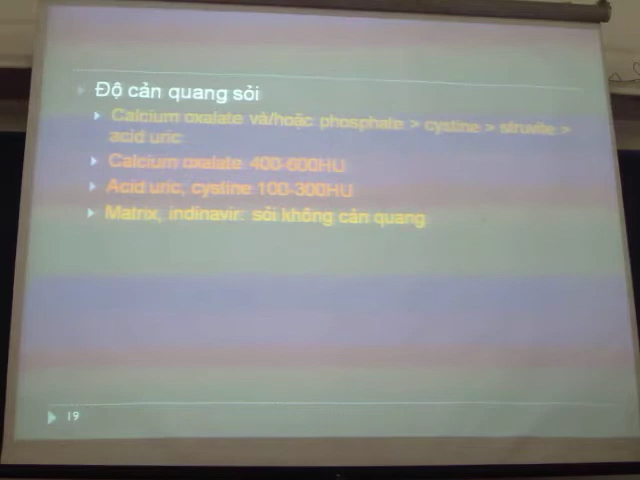 Độ cản quang sỏi
Calcium oxalate và/hoặc phosphate > cystine > struvite >
acid uric
Calcium oxalate 400-600HU
Acid uric, cystine 100-300HU
Matrix, indinavir: sỏi không cản quang
19